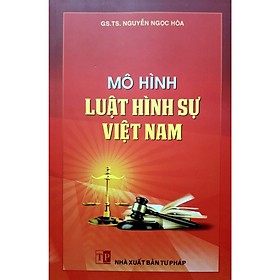 GS.TS. NGUYỄN NGỌC HÒA
MÔ HÌNH
LUẬT HÌNH SỰ
VIỆT NAM
TP
NHÀ XUẤT BẢN TƯ PHÁP